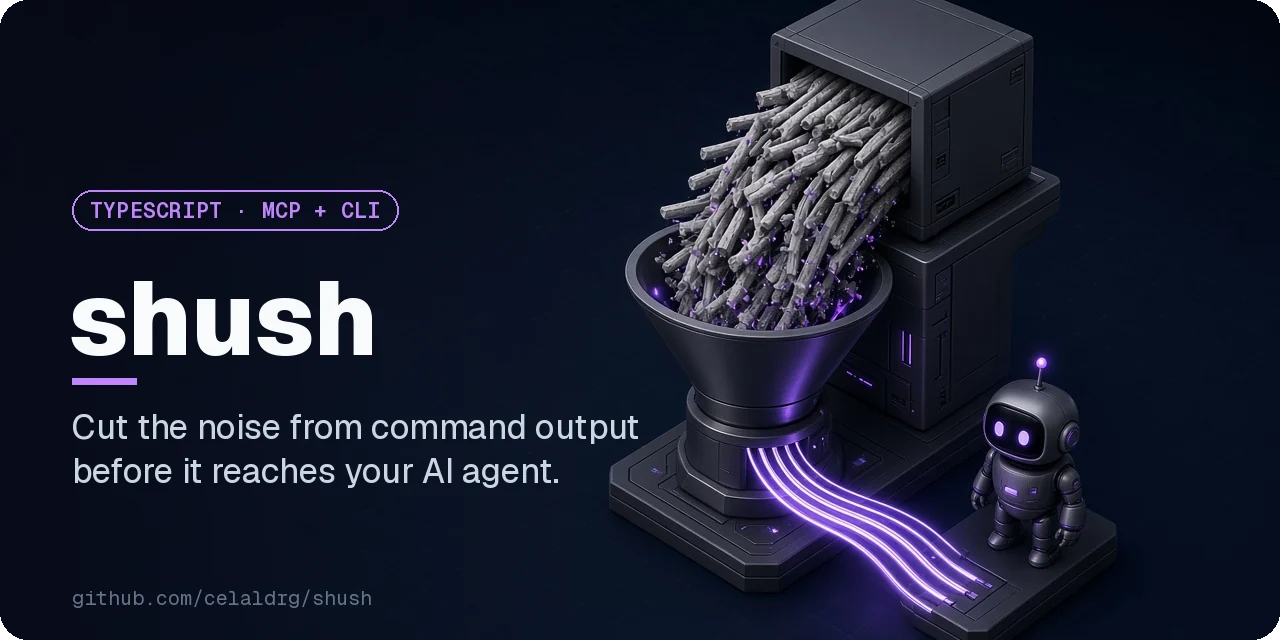 TYPESCRIPT · MCP + CLI
shush
Cut the noise from command output
before it reaches your AI agent.
github.com/celaldrg/shush